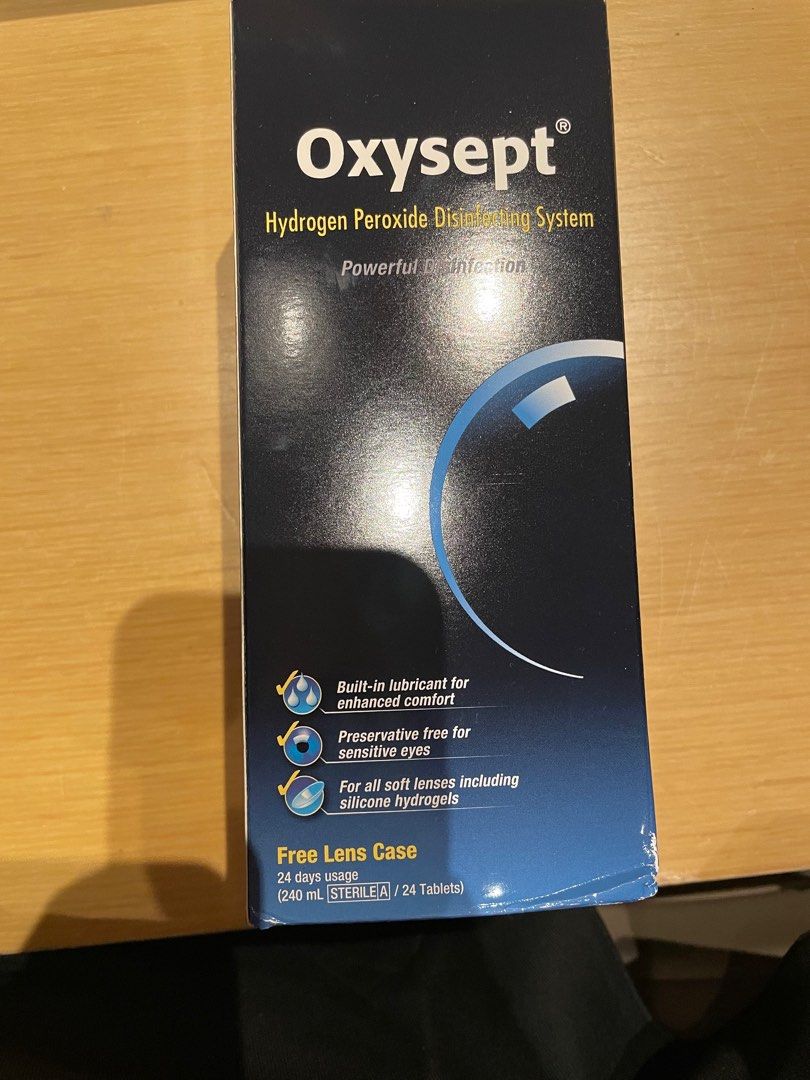 Oxysept®
Hydrogen Peroxide Disinfecting System
Powerful Disinfection
Built-in lubricant for
enhanced comfort
Preservative free for
sensitive eyes
For all soft lenses including
silicone hydrogels
Free Lens Case
24 days usage
(240 mL STERILE A / 24 Tablets)